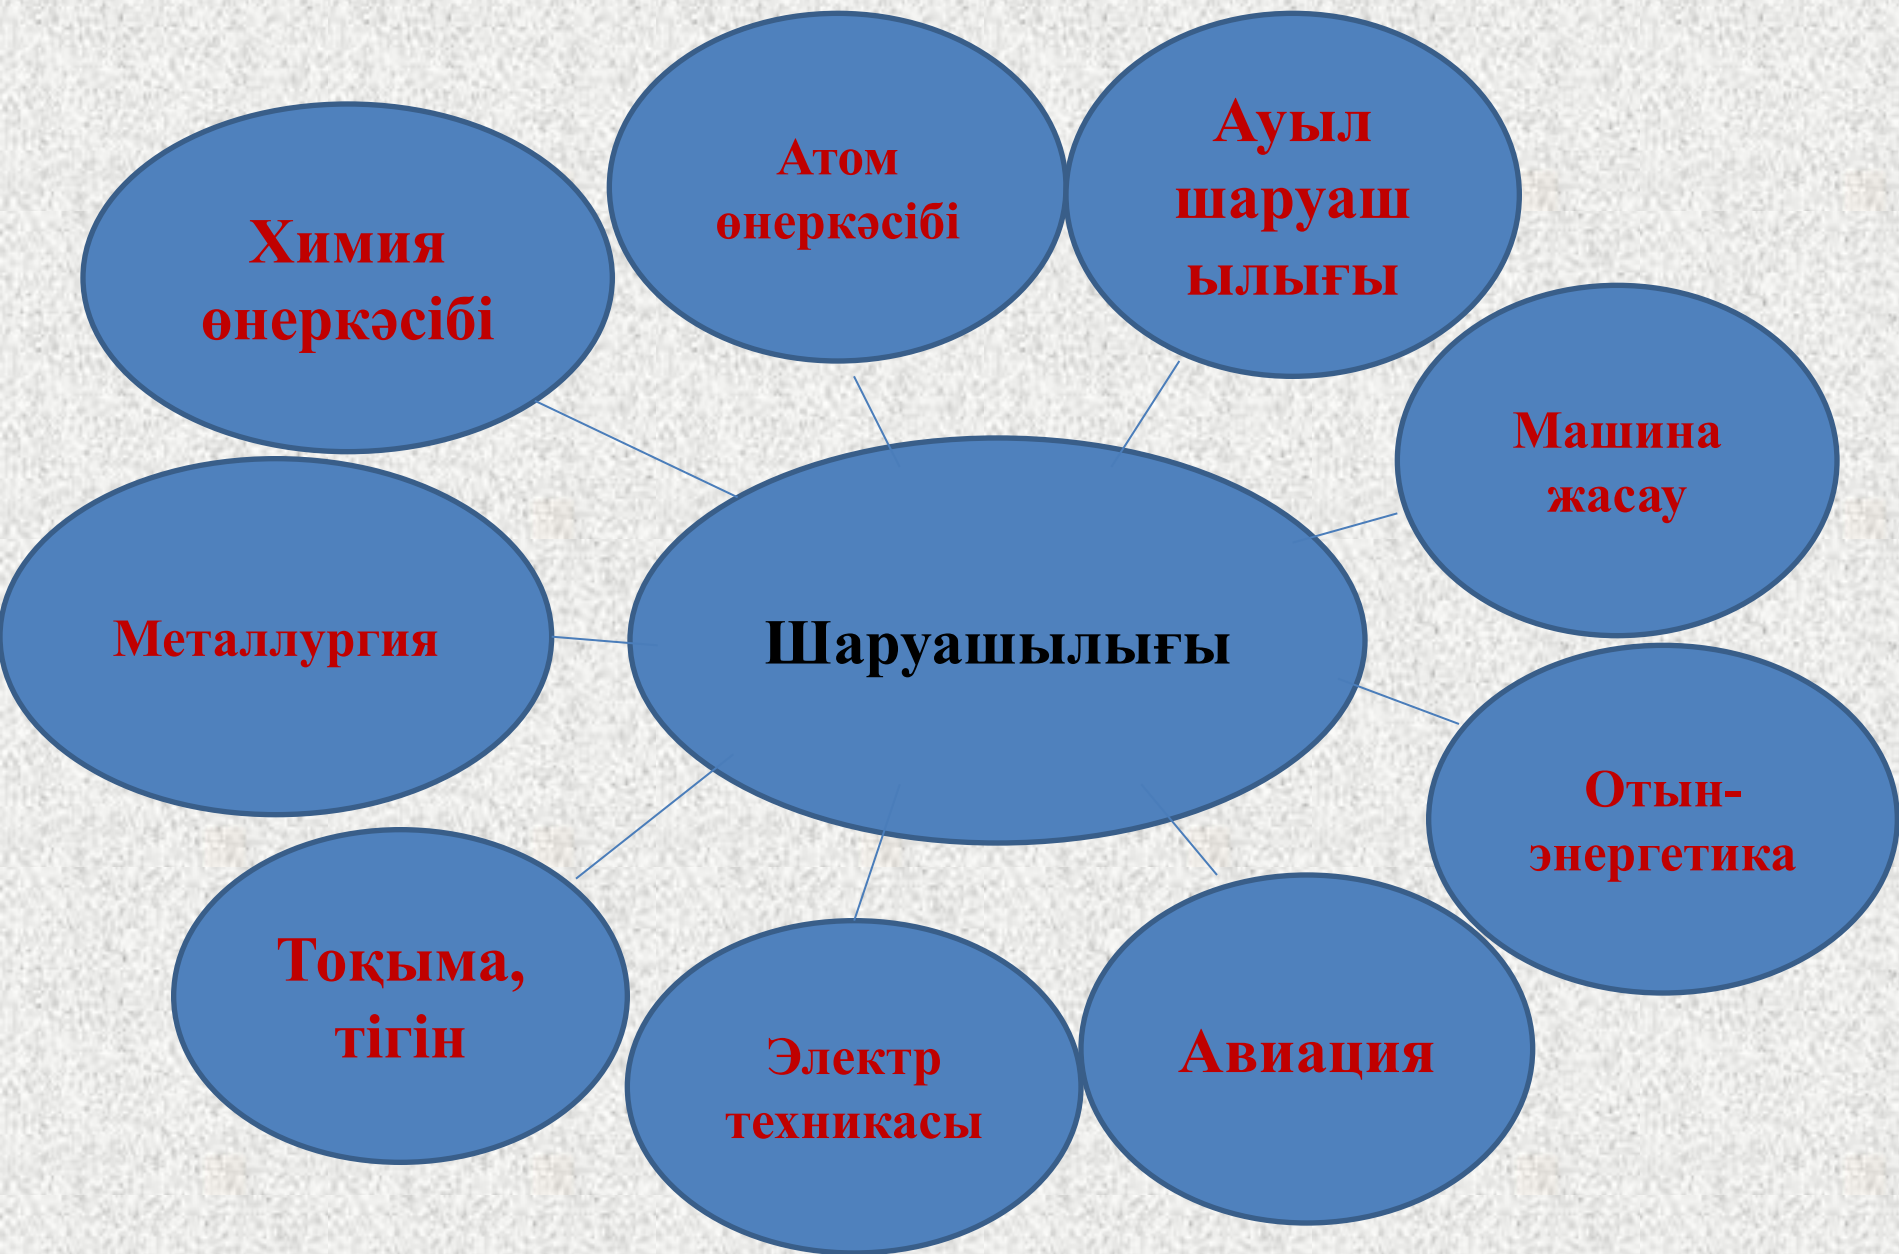 Атом
өнеркәсібі
Ауыл
шаруаш
ылығы
Химия
өнеркәсібі
Машина
жасау
Металлургия
Шаруашылығы
Отын-
энергетика
Тоқыма,
тігін
Электр
техникасы
Авиация